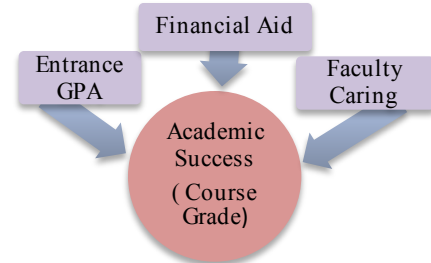 Financial Aid
Entrance
GPA
Faculty
Caring
Academic
Success
( Course
Grade)